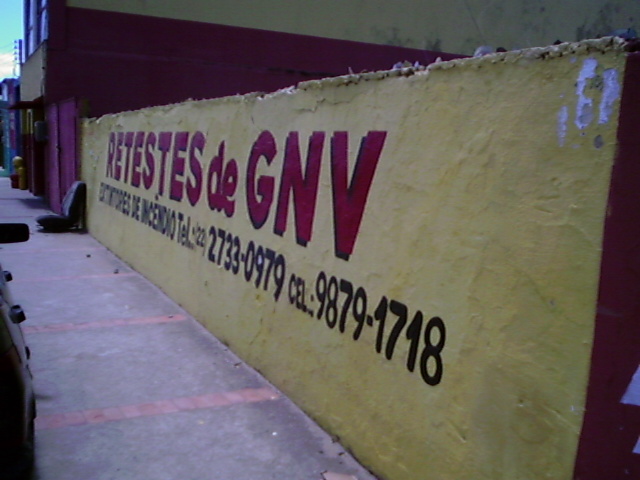 RETESTES de GNV
EXTINTORES DE INCÊNDIO Tel.: (22) 2733-0979 CEL.: 9879-1718